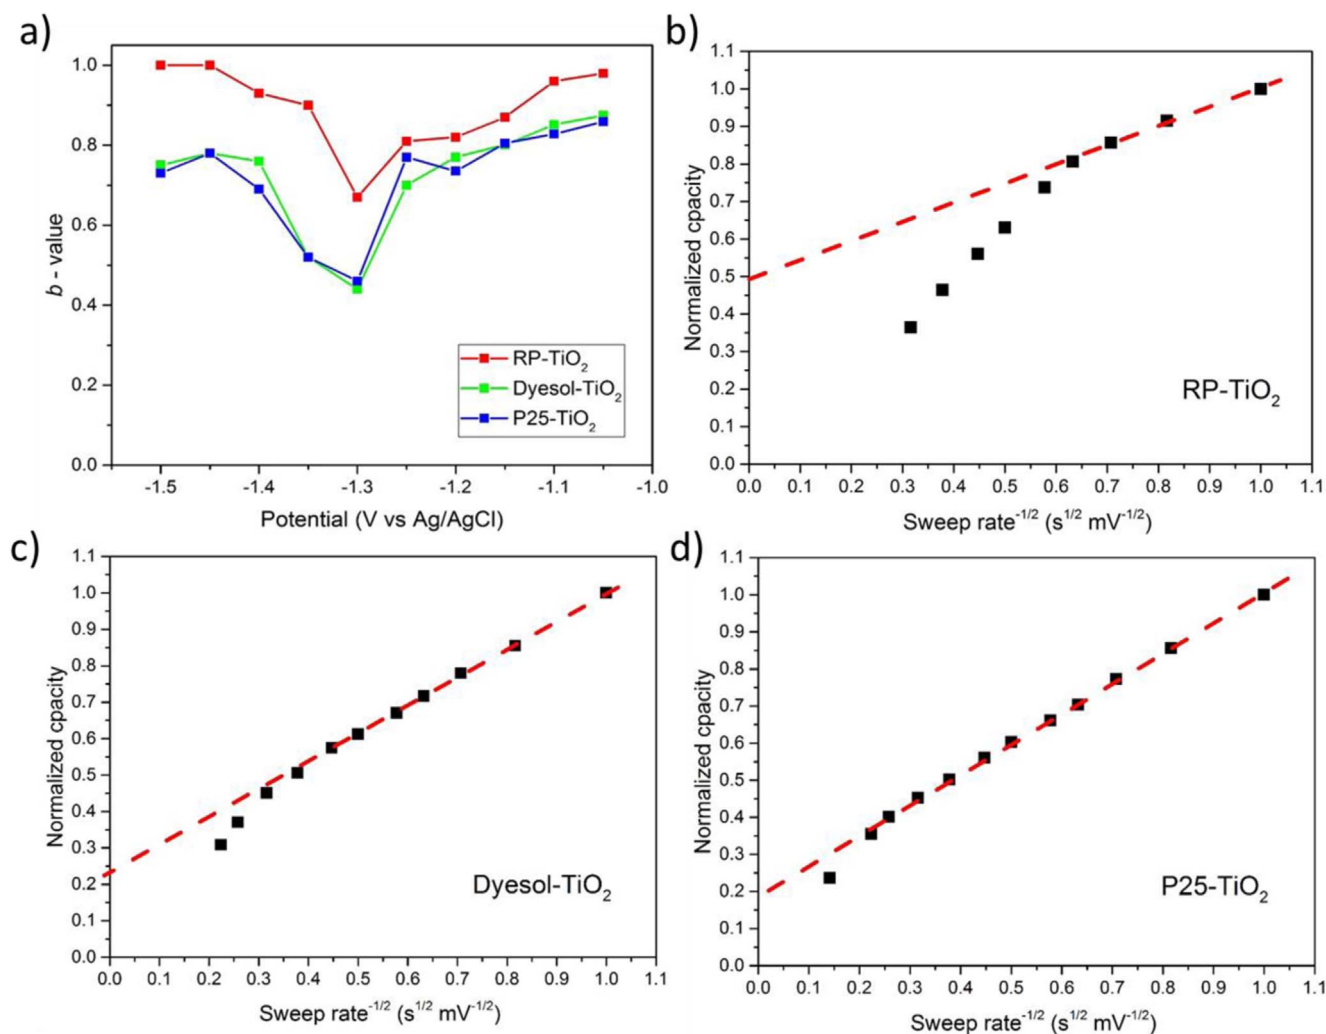 a)
1.0
0.8
0.6
0.4
0.2
0.0
b - value
RP-TiO₂
Dyesol-TiO₂
P25-TiO₂
-1.5 -1.4 -1.3 -1.2 -1.1 -1.0
Potential (V vs Ag/AgCl)
b)
1.1
1.0
0.9
0.8
0.7
0.6
0.5
0.4
0.3
0.2
0.1
0.0
Normalized cpacity
RP-TiO₂
0.0 0.1 0.2 0.3 0.4 0.5 0.6 0.7 0.8 0.9 1.0 1.1
Sweep rate⁻¹/² (s¹/² mV⁻¹/²)
c)
1.1
1.0
0.9
0.8
0.7
0.6
0.5
0.4
0.3
0.2
0.1
0.0
Normalized cpacity
Dyesol-TiO₂
0.0 0.1 0.2 0.3 0.4 0.5 0.6 0.7 0.8 0.9 1.0 1.1
Sweep rate⁻¹/² (s¹/² mV⁻¹/²)
d)
1.1
1.0
0.9
0.8
0.7
0.6
0.5
0.4
0.3
0.2
0.1
0.0
Normalized cpacity
P25-TiO₂
0.0 0.1 0.2 0.3 0.4 0.5 0.6 0.7 0.8 0.9 1.0 1.1
Sweep rate⁻¹/² (s¹/² mV⁻¹/²)